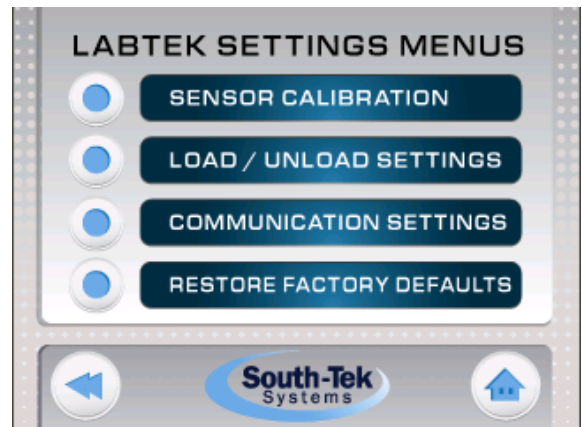 LABTEK SETTINGS MENUS
SENSOR CALIBRATION
LOAD / UNLOAD SETTINGS
COMMUNICATION SETTINGS
RESTORE FACTORY DEFAULTS
South-Tek
Systems